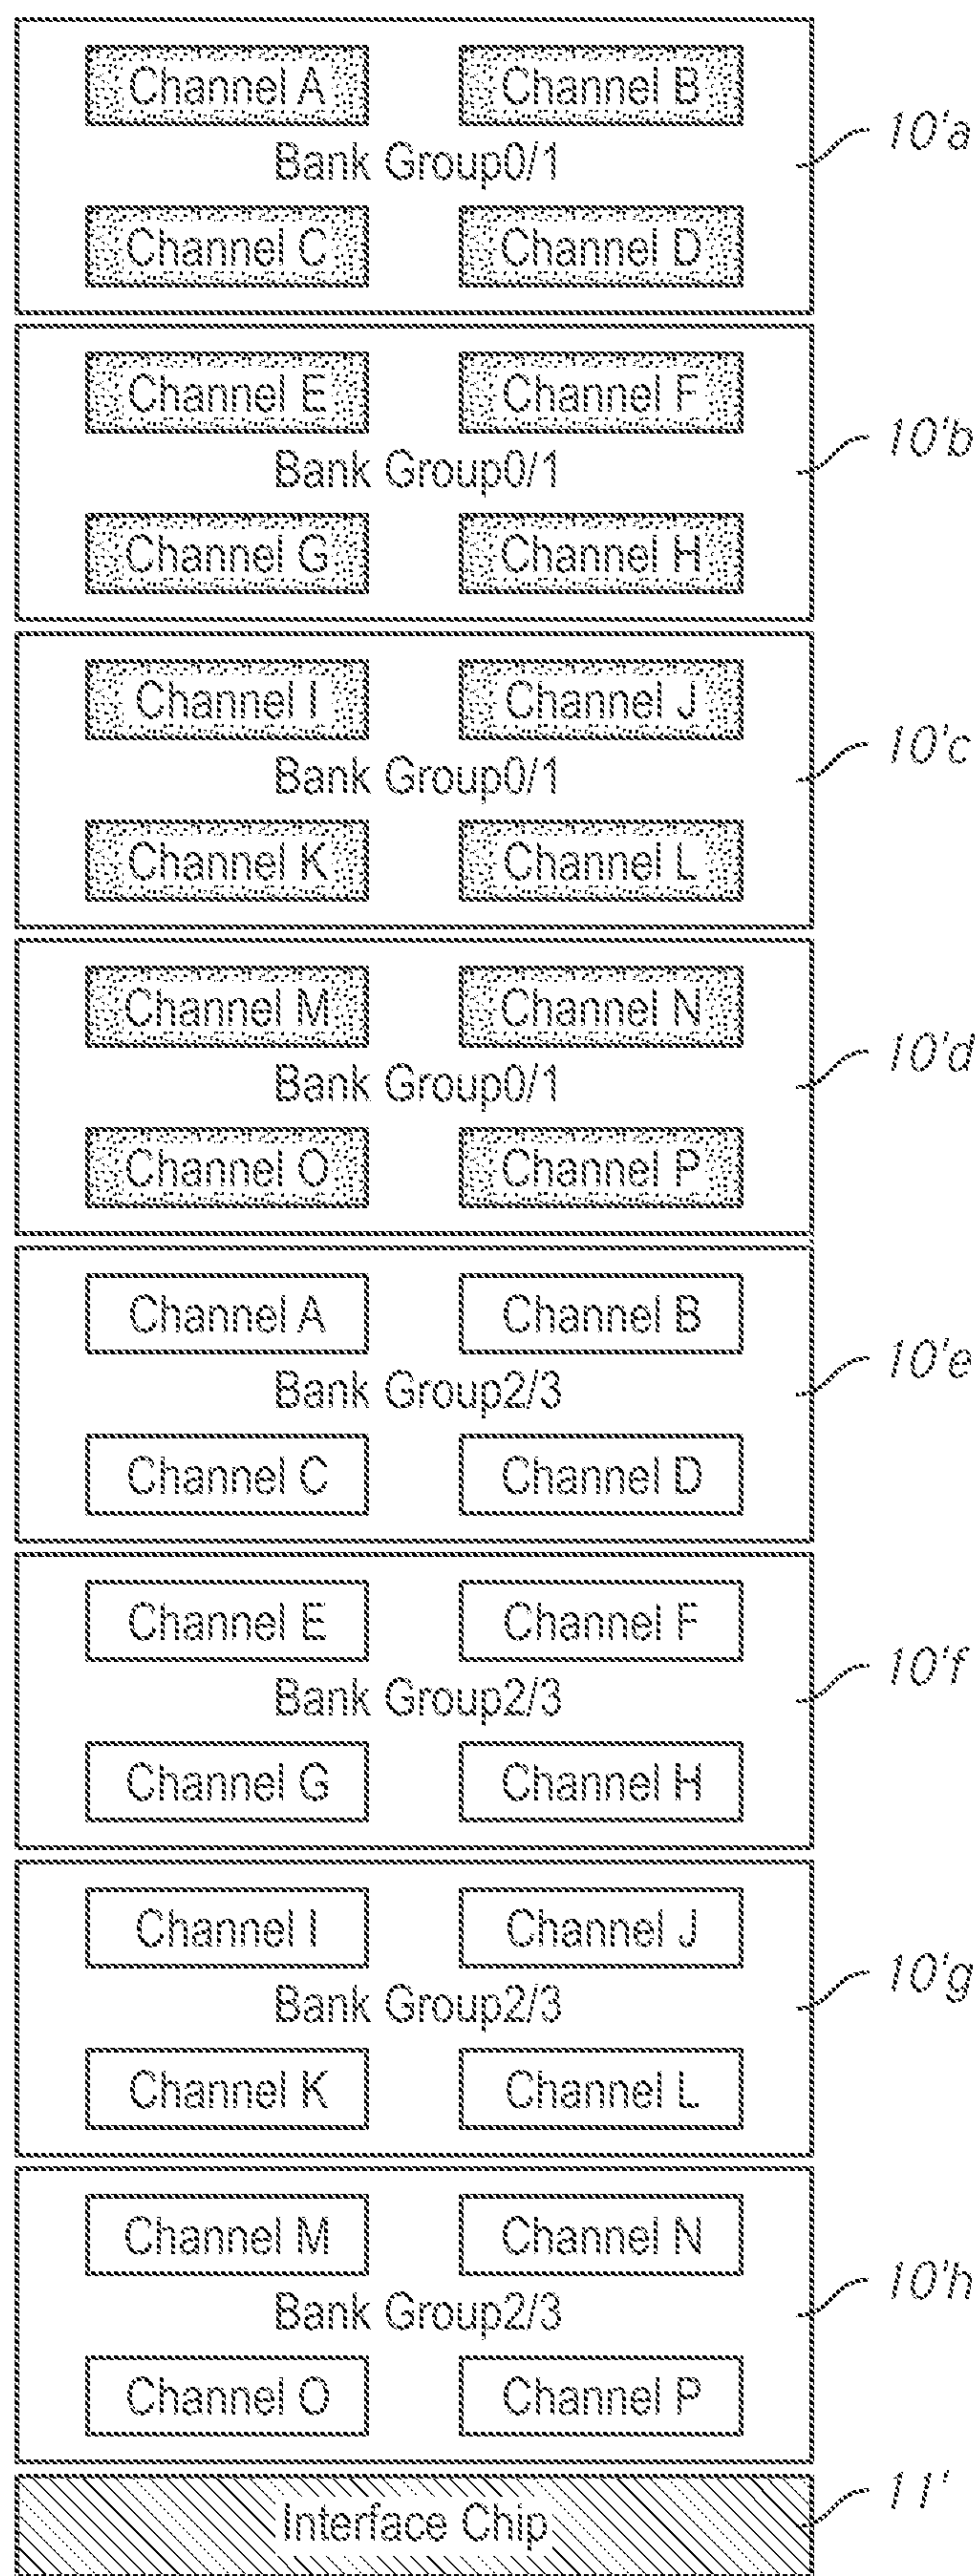 Channel A Channel B
Bank Group0/1 10'a
Channel C Channel D
Channel E Channel F
Bank Group0/1 10'b
Channel G Channel H
Channel I Channel J
Bank Group0/1 10'c
Channel K Channel L
Channel M Channel N
Bank Group0/1 10'd
Channel O Channel P
Channel A Channel B
Bank Group2/3 10'e
Channel C Channel D
Channel E Channel F
Bank Group2/3 10'f
Channel G Channel H
Channel I Channel J
Bank Group2/3 10'g
Channel K Channel L
Channel M Channel N
Bank Group2/3 10'h
Channel O Channel P
Interface Chip 11'